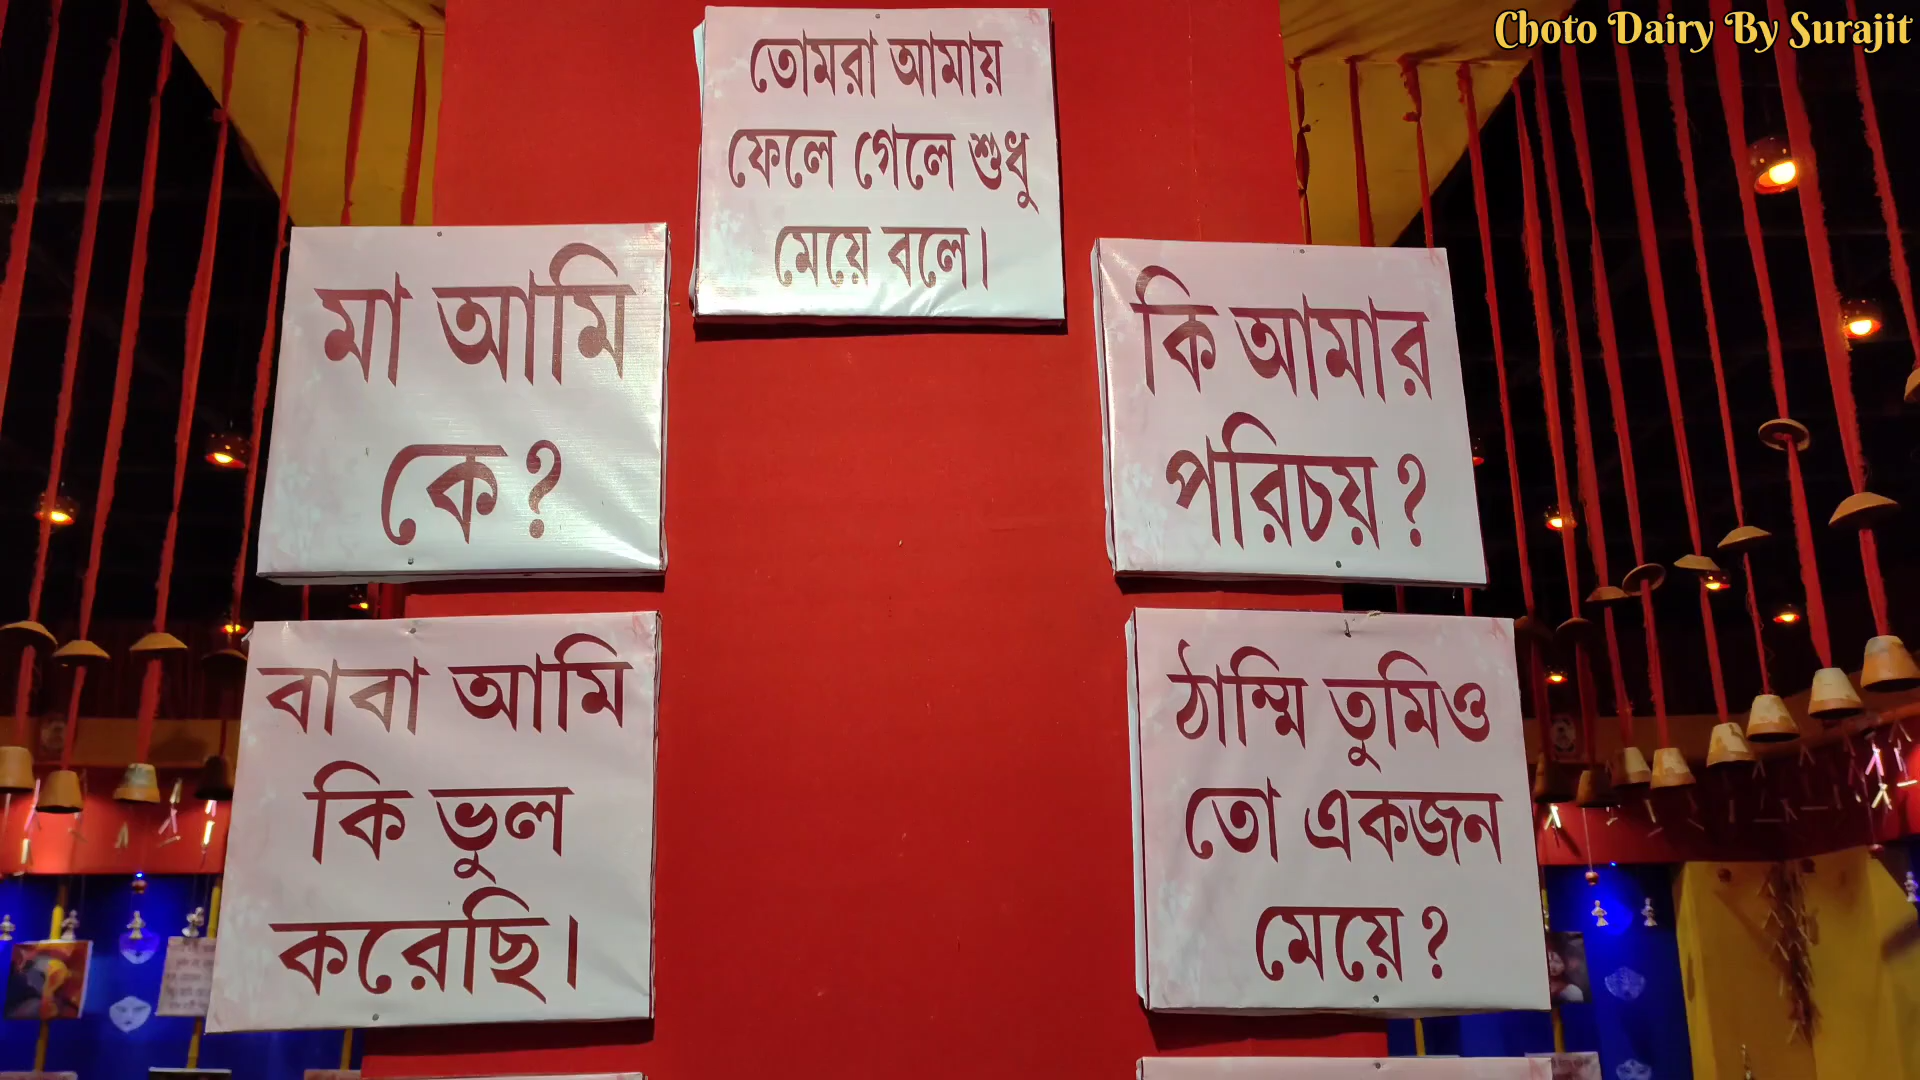 Choto Dairy By Surajit
তোমরা আমায়
ফেলে গেলে শুধু
মেয়ে বলে।
মা আমি
কে?
কি আমার
পরিচয়?
বাবা আমি
কি ভুল
করেছি।
ঠাম্মি তুমিও
তো একজন
মেয়ে?